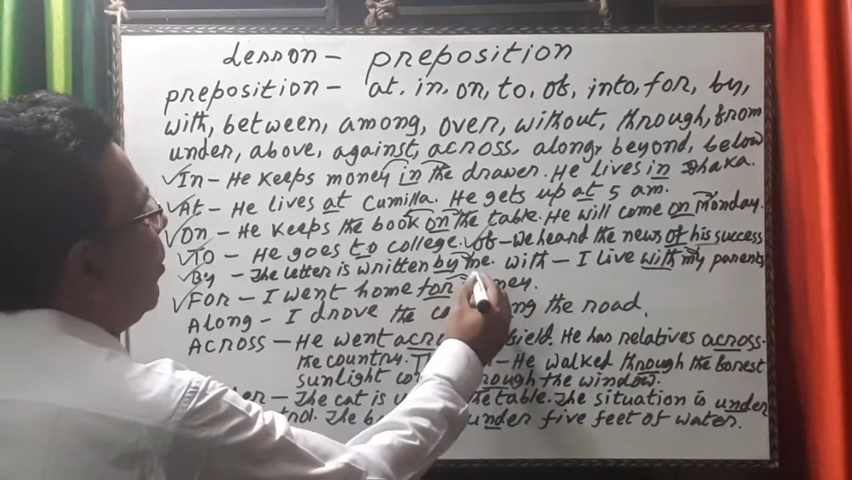 Lesson - preposition
preposition - at, in, on, to, of, into, for, by,
with, between, among, over, without, through, from
under, above, against, across, along, beyond, below
In - He keeps money in the drawer. He lives in Dhaka.
At - He lives at Cumilla. He gets up at 5 am.
On - He keeps the book on the table. He will come on Monday.
To - He goes to college. of - We heard the news of his success
By - The letter is written by me. with - I live with my parents
For - I went home for
Along - I drove the the road.
Across - He went He has relatives across
the country. He walked through the forest
sunlight through the window.
The cat is the table. The situation is under
The under five feet of water.